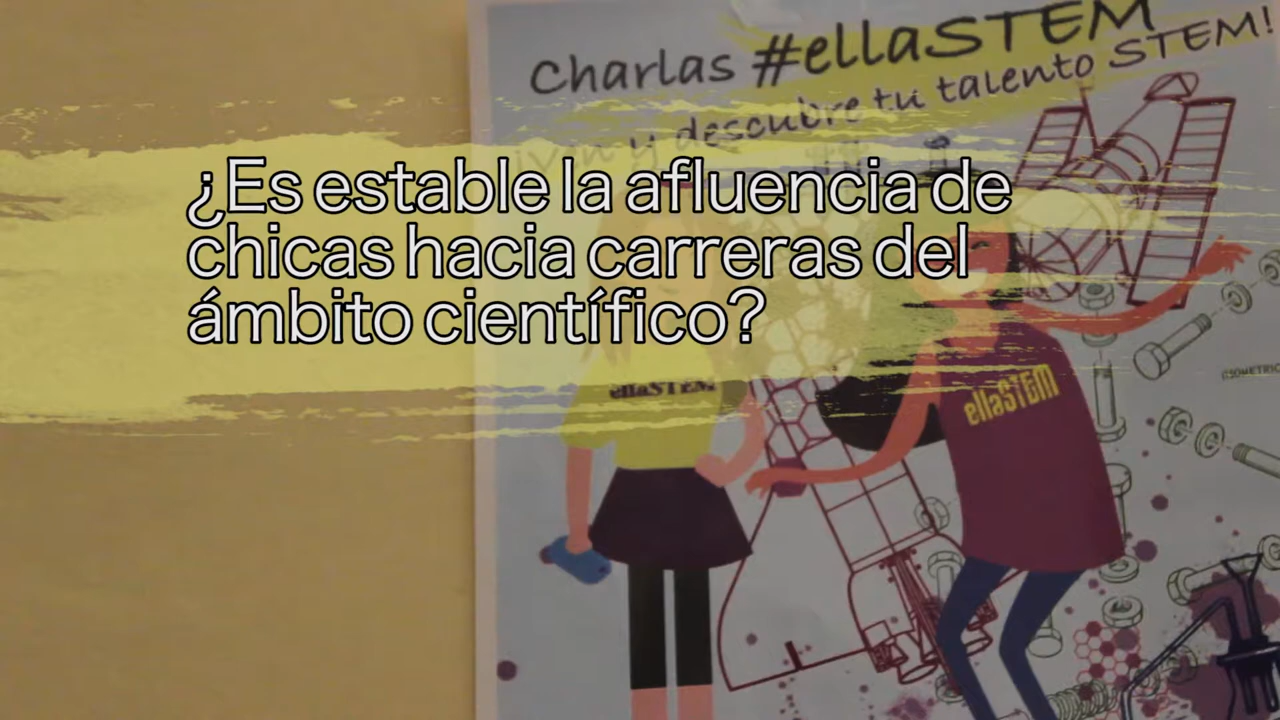 Charlas #ellaSTEM
¡ven y descubre tu talento STEM!
¿Es estable la afluencia de
chicas hacia carreras del
ámbito científico?
ellaSTEM
ellaSTEM